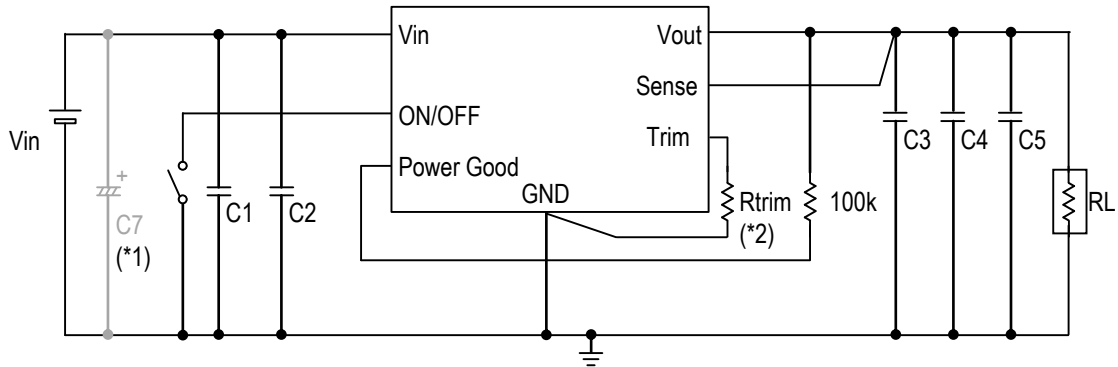 Vin
Vout
Sense
ON/OFF
Trim
Power Good
GND
Vin
+
C7
(*1)
C1
C2
Rtrim
(*2)
100k
C3
C4
C5
RL